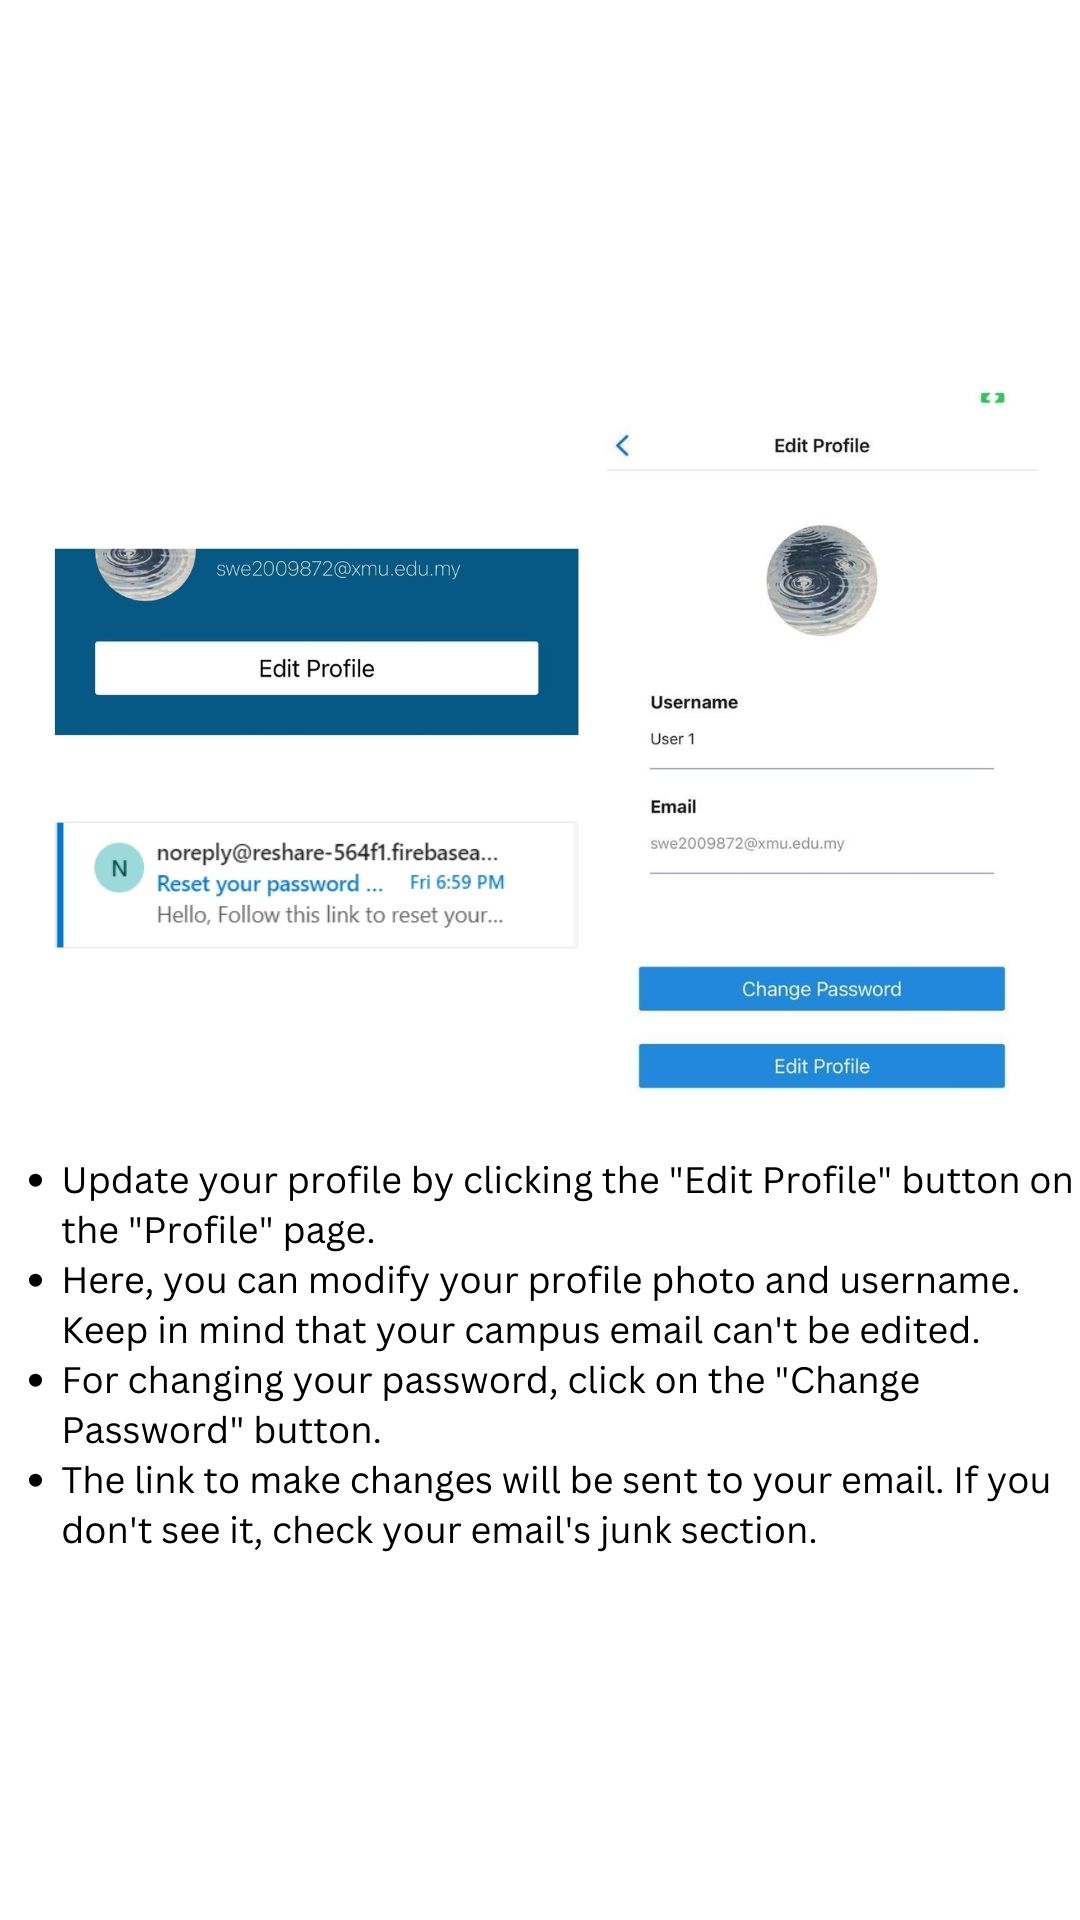 swe2009872@xmu.edu.my
Edit Profile
N
noreply@reshare-564f1.firebasea...
Reset your password ... Fri 6:59 PM
Hello, Follow this link to reset your...
Edit Profile
Username
User 1
Email
swe2009872@xmu.edu.my
Change Password
Edit Profile
• Update your profile by clicking the "Edit Profile" button on
the "Profile" page.
• Here, you can modify your profile photo and username.
Keep in mind that your campus email can't be edited.
• For changing your password, click on the "Change
Password" button.
• The link to make changes will be sent to your email. If you
don't see it, check your email's junk section.